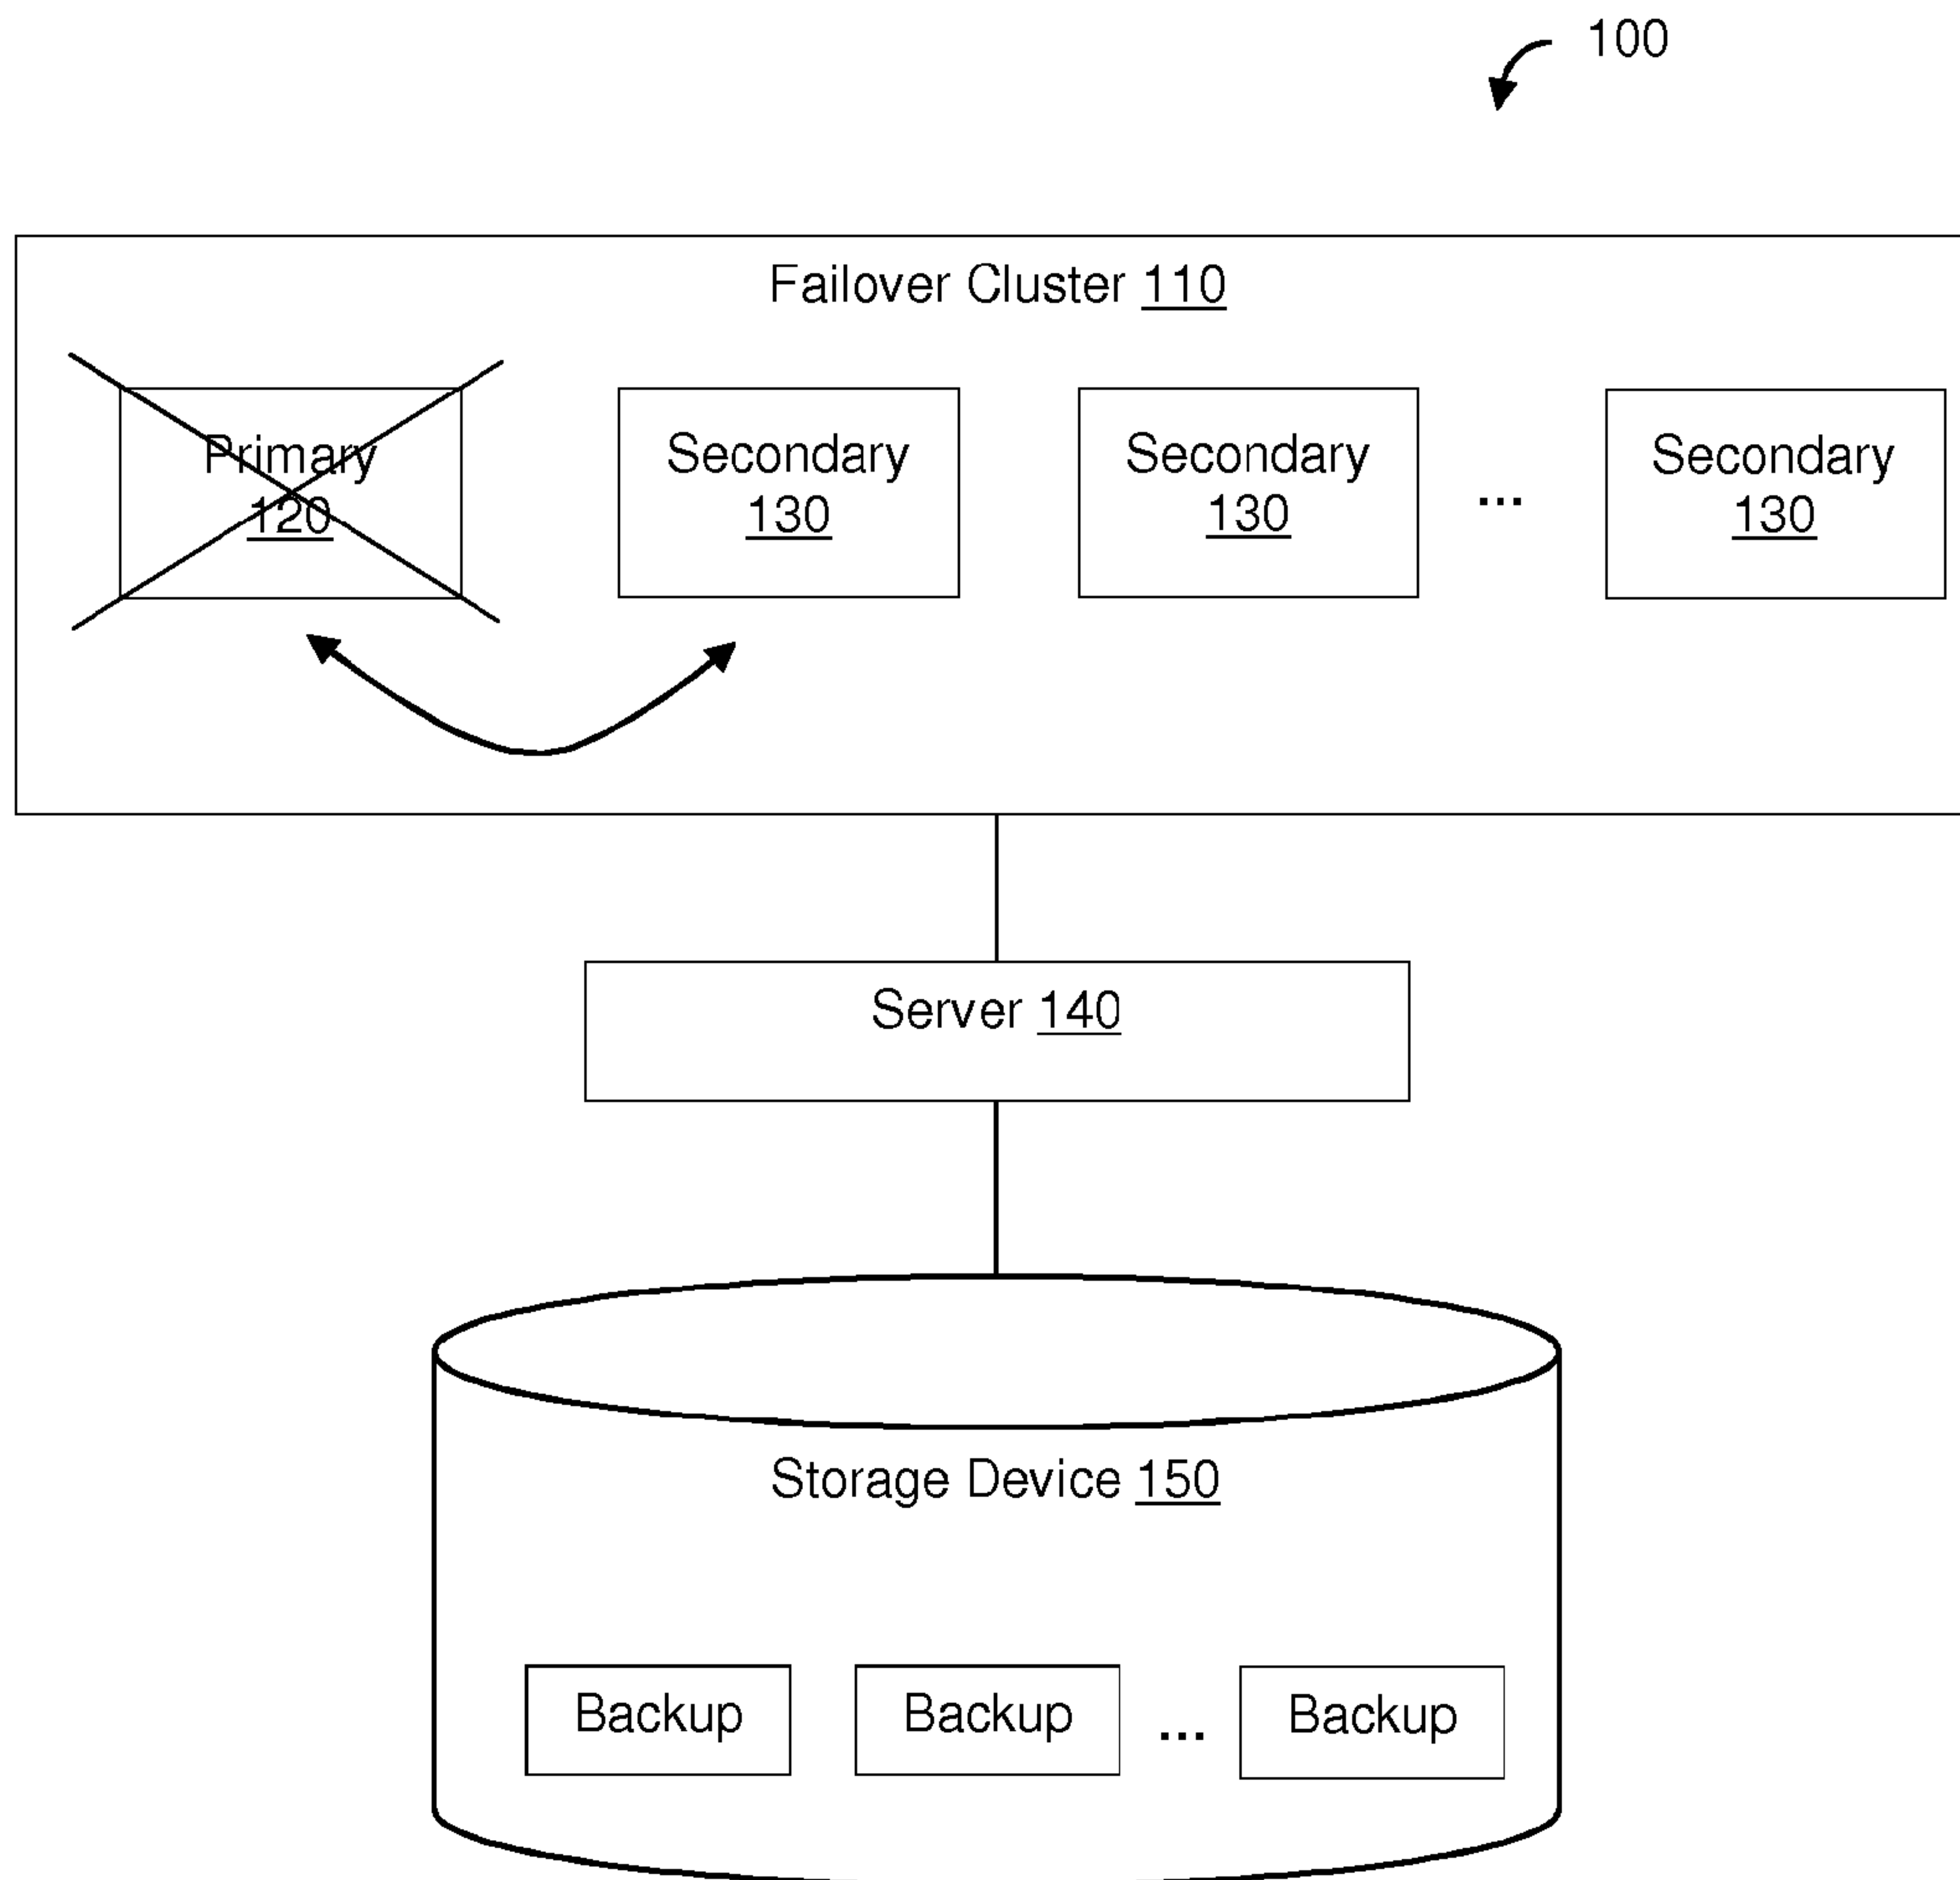 100
Failover Cluster 110
Primary
120
Secondary
130
Secondary
130
...
Secondary
130
Server 140
Storage Device 150
Backup
Backup
...
Backup